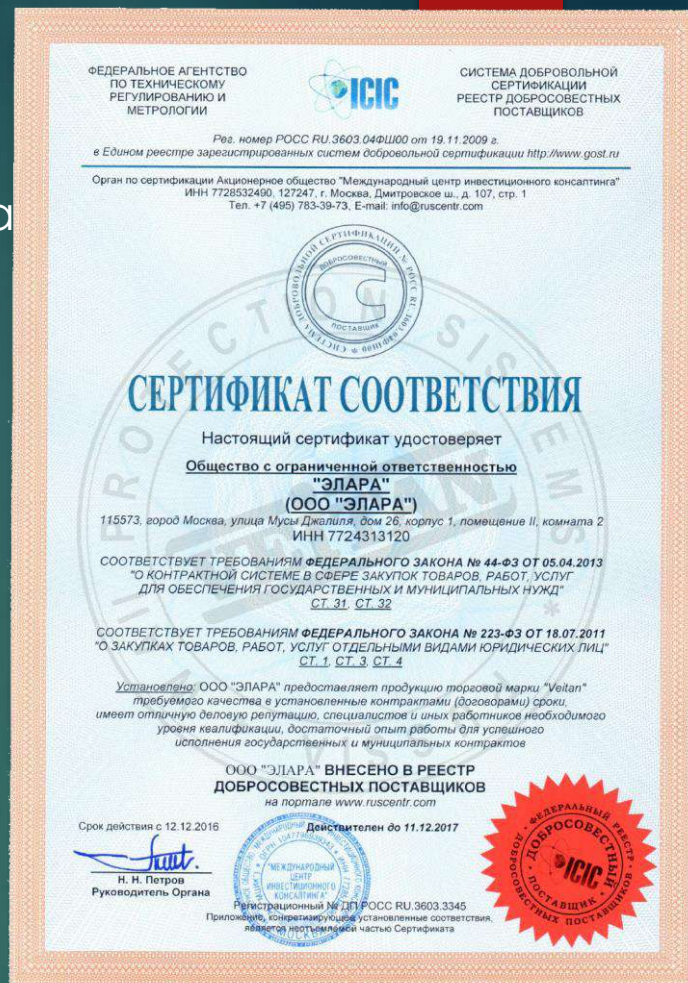 ФЕДЕРАЛЬНОЕ АГЕНТСТВО
ПО ТЕХНИЧЕСКОМУ
РЕГУЛИРОВАНИЮ И
МЕТРОЛОГИИ
ICIC
СИСТЕМА ДОБРОВОЛЬНОЙ
СЕРТИФИКАЦИИ
РЕЕСТР ДОБРОСОВЕСТНЫХ
ПОСТАВЩИКОВ
Рег. номер РОСС RU.3603.04ФШ00 от 19.11.2009 г.
в Едином реестре зарегистрированных систем добровольной сертификации http://www.gost.ru
Орган по сертификации Акционерное общество "Международный центр инвестиционного консалтинга"
ИНН 7728532490, 127247, г. Москва, Дмитровское ш., д. 107, стр. 1
Тел. +7 (495) 783-39-73, E-mail: info@ruscentr.com
а
СИСТЕМА ДОБРОВОЛЬНОЙ СЕРТИФИКАЦИИ № РОСС RU.3603.04ФШ00
ДОБРОСОВЕСТНЫЙ
ПОСТАВЩИК
СЕРТИФИКАТ СООТВЕТСТВИЯ
Настоящий сертификат удостоверяет
Общество с ограниченной ответственностью
"ЭЛАРА"
(ООО "ЭЛАРА")
115573, город Москва, улица Мусы Джалиля, дом 26, корпус 1, помещение II, комната 2
ИНН 7724313120
СООТВЕТСТВУЕТ ТРЕБОВАНИЯМ ФЕДЕРАЛЬНОГО ЗАКОНА № 44-ФЗ ОТ 05.04.2013
"О КОНТРАКТНОЙ СИСТЕМЕ В СФЕРЕ ЗАКУПОК ТОВАРОВ, РАБОТ, УСЛУГ
ДЛЯ ОБЕСПЕЧЕНИЯ ГОСУДАРСТВЕННЫХ И МУНИЦИПАЛЬНЫХ НУЖД"
СТ. 31, СТ. 32
СООТВЕТСТВУЕТ ТРЕБОВАНИЯМ ФЕДЕРАЛЬНОГО ЗАКОНА № 223-ФЗ ОТ 18.07.2011
"О ЗАКУПКАХ ТОВАРОВ, РАБОТ, УСЛУГ ОТДЕЛЬНЫМИ ВИДАМИ ЮРИДИЧЕСКИХ ЛИЦ"
СТ. 1, СТ. 3, СТ. 4
Установлено: ООО "ЭЛАРА" предоставляет продукцию торговой марки "Veitan"
требуемого качества в установленные контрактами (договорами) сроки,
имеет отличную деловую репутацию, специалистов и иных работников необходимого
уровня квалификации, достаточный опыт работы для успешного
исполнения государственных и муниципальных контрактов
ООО "ЭЛАРА" ВНЕСЕНО В РЕЕСТР
ДОБРОСОВЕСТНЫХ ПОСТАВЩИКОВ
на портале www.ruscentr.com
Срок действия с 12.12.2016
Действителен до 11.12.2017
Н. Н. Петров
Руководитель Органа
"МЕЖДУНАРОДНЫЙ
ЦЕНТР
ИНВЕСТИЦИОННОГО
КОНСАЛТИНГА"
МОСКВА
Регистрационный № ДП РОСС RU.3603.3345
Приложение, конкретизирующее установленные соответствия,
является неотъемлемой частью Сертификата
ФЕДЕРАЛЬНЫЙ РЕЕСТР
ДОБРОСОВЕСТНЫХ ПОСТАВЩИКОВ
ДОБРОСОВЕСТНЫЙ
ICIC
ПОСТАВЩИК